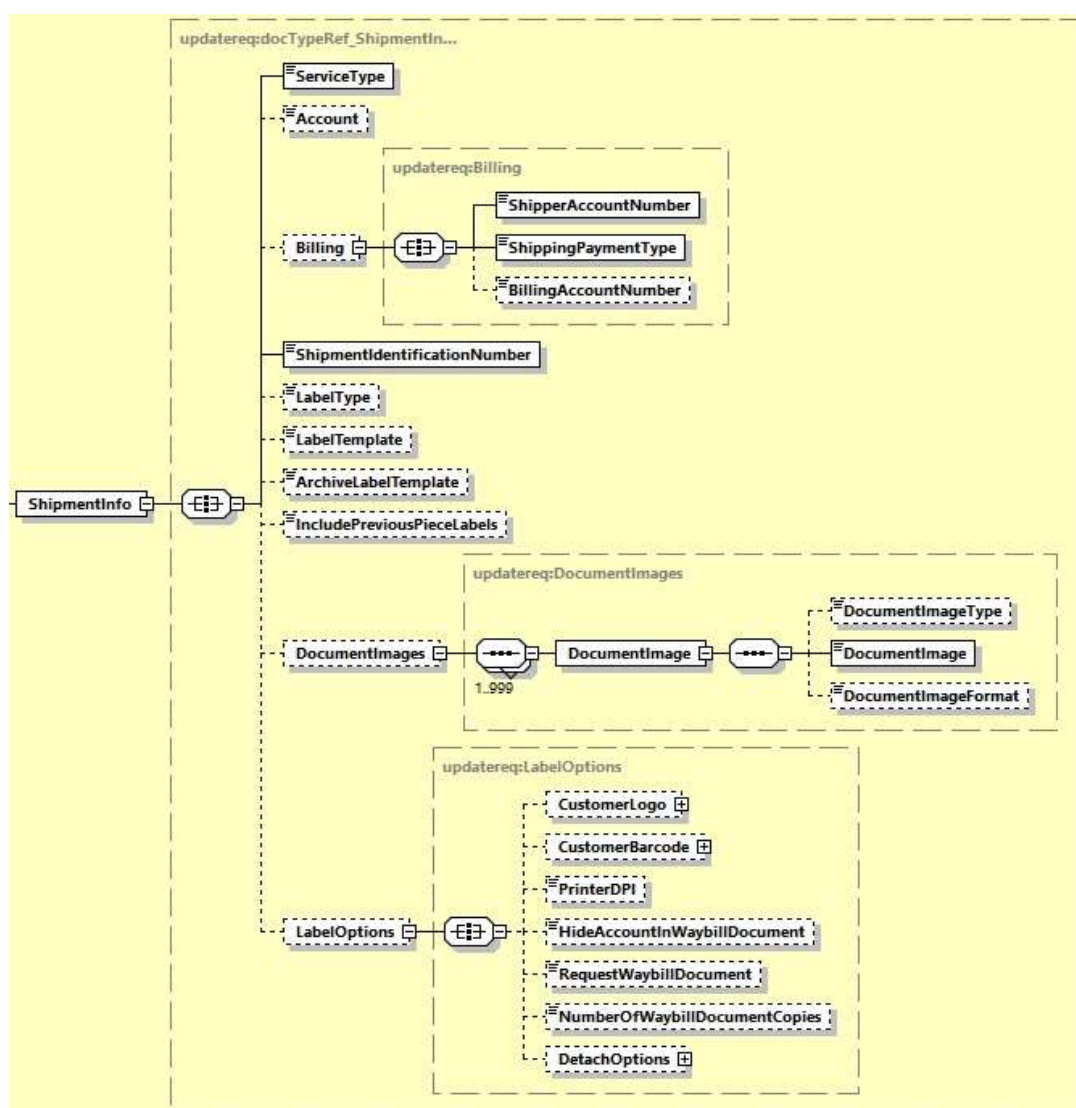 updatereq:docTypeRef_ShipmentIn...
ServiceType
Account
updatereq:Billing
ShipperAccountNumber
Billing
ShippingPaymentType
BillingAccountNumber
ShipmentIdentificationNumber
LabelType
LabelTemplate
ArchiveLabelTemplate
ShipmentInfo
IncludePreviousPieceLabels
updatereq:DocumentImages
DocumentImageType
DocumentImages
DocumentImage
DocumentImage
1..999
DocumentImageFormat
updatereq:LabelOptions
CustomerLogo
CustomerBarcode
PrinterDPI
LabelOptions
HideAccountInWaybillDocument
RequestWaybillDocument
NumberOfWaybillDocumentCopies
DetachOptions